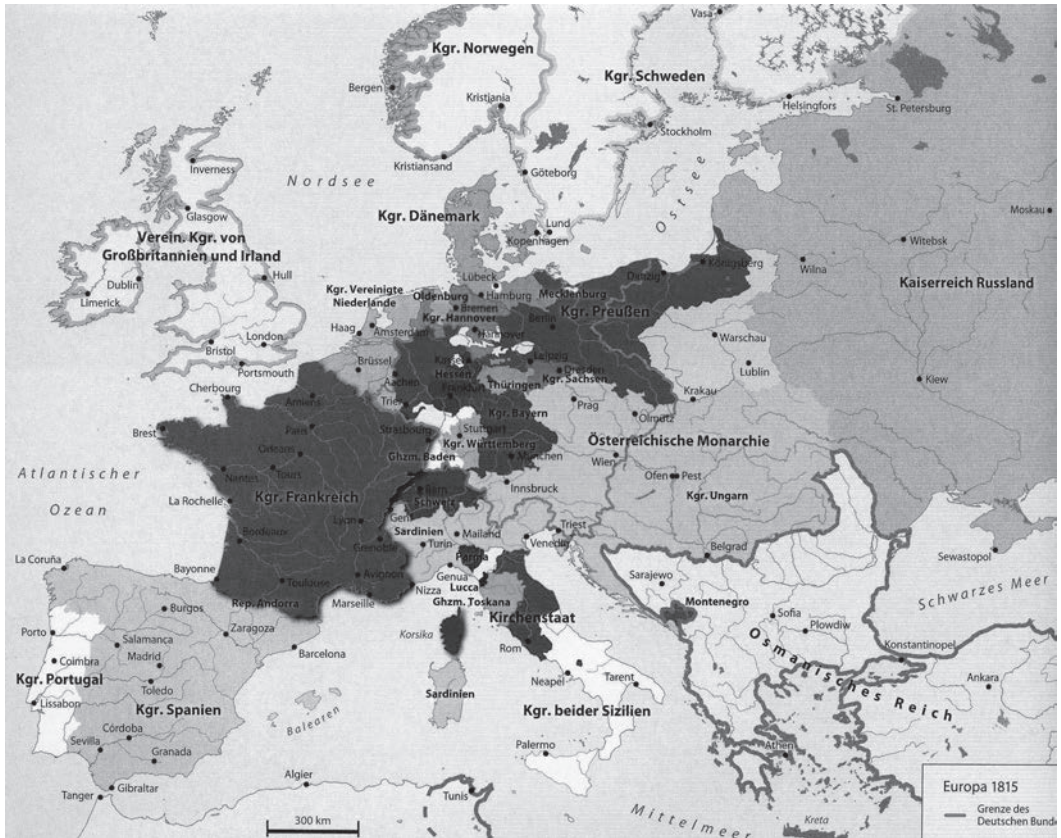 Vasa
Kgr. Norwegen
Kgr. Schweden
Bergen
Kristiania
Helsingfors
St. Petersburg
Stockholm
Inverness
Kristiansand
Göteborg
Nordsee
Ostsee
Glasgow
Moskau
Kgr. Dänemark
Lund
Kopenhagen
Verein. Kgr. von
Großbritannien und Irland
Witebsk
Wilna
Danzig
Königsberg
Dublin
Hull
Limerick
Lübeck
Kaiserreich Russland
Kgr. Vereinigte
Niederlande
Oldenburg
Hamburg
Mecklenburg
Bremen
Kgr. Hannover
Kgr. Preußen
Haag
Amsterdam
Hannover
Berlin
Warschau
London
Bristol
Portsmouth
Brüssel
Kassel
Leipzig
Lublin
Hessen
Dresden
Aachen
Frankfurt
Thüringen
Kgr. Sachsen
Kiew
Cherbourg
Amiens
Trier
Prag
Krakau
Olmütz
Kgr. Bayern
Brest
Paris
Strasbourg
Stuttgart
Kgr. Württemberg
Österreichische Monarchie
Orléans
Ghzm. Baden
München
Wien
Atlantischer
Ozean
Nantes
Tours
Ofen
Pest
Innsbruck
Kgr. Ungarn
Bern
Schweiz
La Rochelle
Kgr. Frankreich
Genf
Lyon
Sardinien
Mailand
Triest
Venedig
Turin
Bordeaux
Grenoble
Belgrad
Sewastopol
Parma
La Coruña
Bayonne
Toulouse
Avignon
Genua
Lucca
Sarajewo
Schwarzes Meer
Rep. Andorra
Marseille
Nizza
Ghzm. Toskana
Montenegro
Burgos
Kirchenstaat
Sofia
Plowdiw
Porto
Salamanca
Zaragoza
Korsika
Rom
Konstantinopel
Barcelona
Coimbra
Madrid
Osmanisches Reich
Kgr. Portugal
Toledo
Neapel
Tarent
Ankara
Sardinien
Lissabon
Kgr. Spanien
Balearen
Kgr. beider Sizilien
Córdoba
Sevilla
Granada
Palermo
Athen
Gibraltar
Algier
Tanger
Tunis
Mittelmeer
Kreta
300 km
Europa 1815
Grenze des
Deutschen Bund